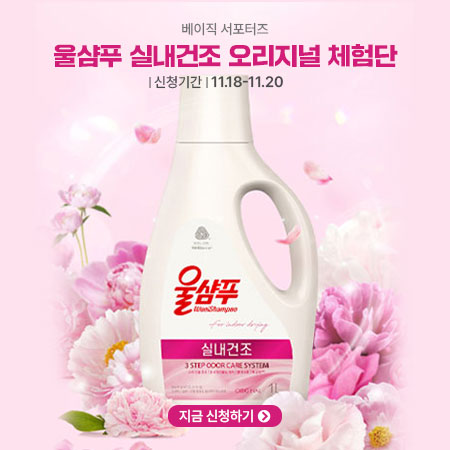 베이직 서포터즈
울샴푸 실내건조 오리지널 체험단
| 신청기간 | 11.18-11.20
울샴푸
WoolShampoo
For indoor drying
실내건조
3 STEP ODOR CARE SYSTEM
ORIGINAL
1L
지금 신청하기